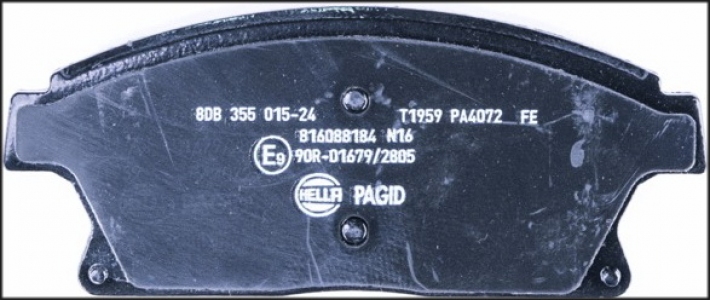 8DB 355 015-24 T1959 PA4072 FE
816088184 N16
E9 90R-01679/2805
HELLA PAGID